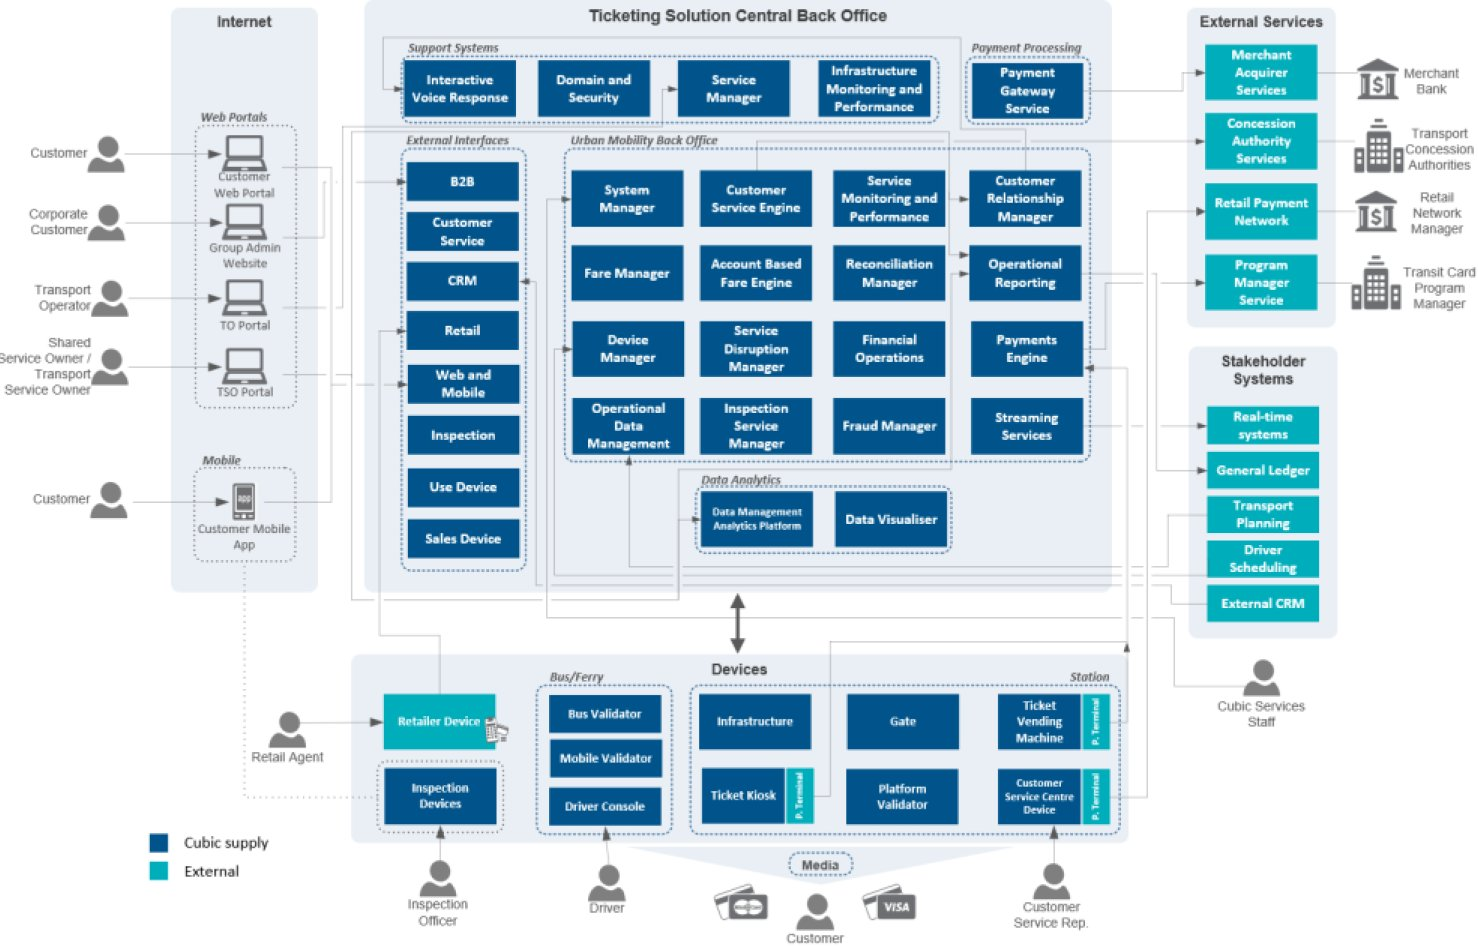 Internet
Web Portals
Customer
Customer
Web Portal
Corporate
Customer
Group Admin
Website
Transport
Operator
TO Portal
Shared
Service Owner /
Transport
Service Owner
TSO Portal
Mobile
Customer
app
Customer Mobile
App
Ticketing Solution Central Back Office
Support Systems
Interactive
Voice Response
Domain and
Security
Service
Manager
Infrastructure
Monitoring and
Performance
Payment Processing
Payment
Gateway
Service
External Interfaces
B2B
Customer
Service
CRM
Retail
Web and
Mobile
Inspection
Use Device
Sales Device
Urban Mobility Back Office
System
Manager
Customer
Service Engine
Service
Monitoring and
Performance
Customer
Relationship
Manager
Fare Manager
Account Based
Fare Engine
Reconciliation
Manager
Operational
Reporting
Device
Manager
Service
Disruption
Manager
Financial
Operations
Payments
Engine
Operational
Data
Management
Inspection
Service
Manager
Fraud Manager
Streaming
Services
Data Analytics
Data Management
Analytics Platform
Data Visualiser
External Services
Merchant
Acquirer
Services
Merchant
Bank
Concession
Authority
Services
Transport
Concession
Authorities
Retail Payment
Network
Retail
Network
Manager
Program
Manager
Service
Transit Card
Program
Manager
Stakeholder
Systems
Real-time
systems
General Ledger
Transport
Planning
Driver
Scheduling
External CRM
Cubic Services
Staff
Devices
Retail Agent
Retailer Device
Inspection
Devices
Bus/Ferry
Bus Validator
Mobile Validator
Driver Console
Station
Infrastructure
Gate
Ticket
Vending
Machine
P. Terminal
Ticket Kiosk
P. Terminal
Platform
Validator
Customer
Service Centre
Device
P. Terminal
Cubic supply
External
Media
Inspection
Officer
Driver
VISA
Customer
Customer
Service Rep.